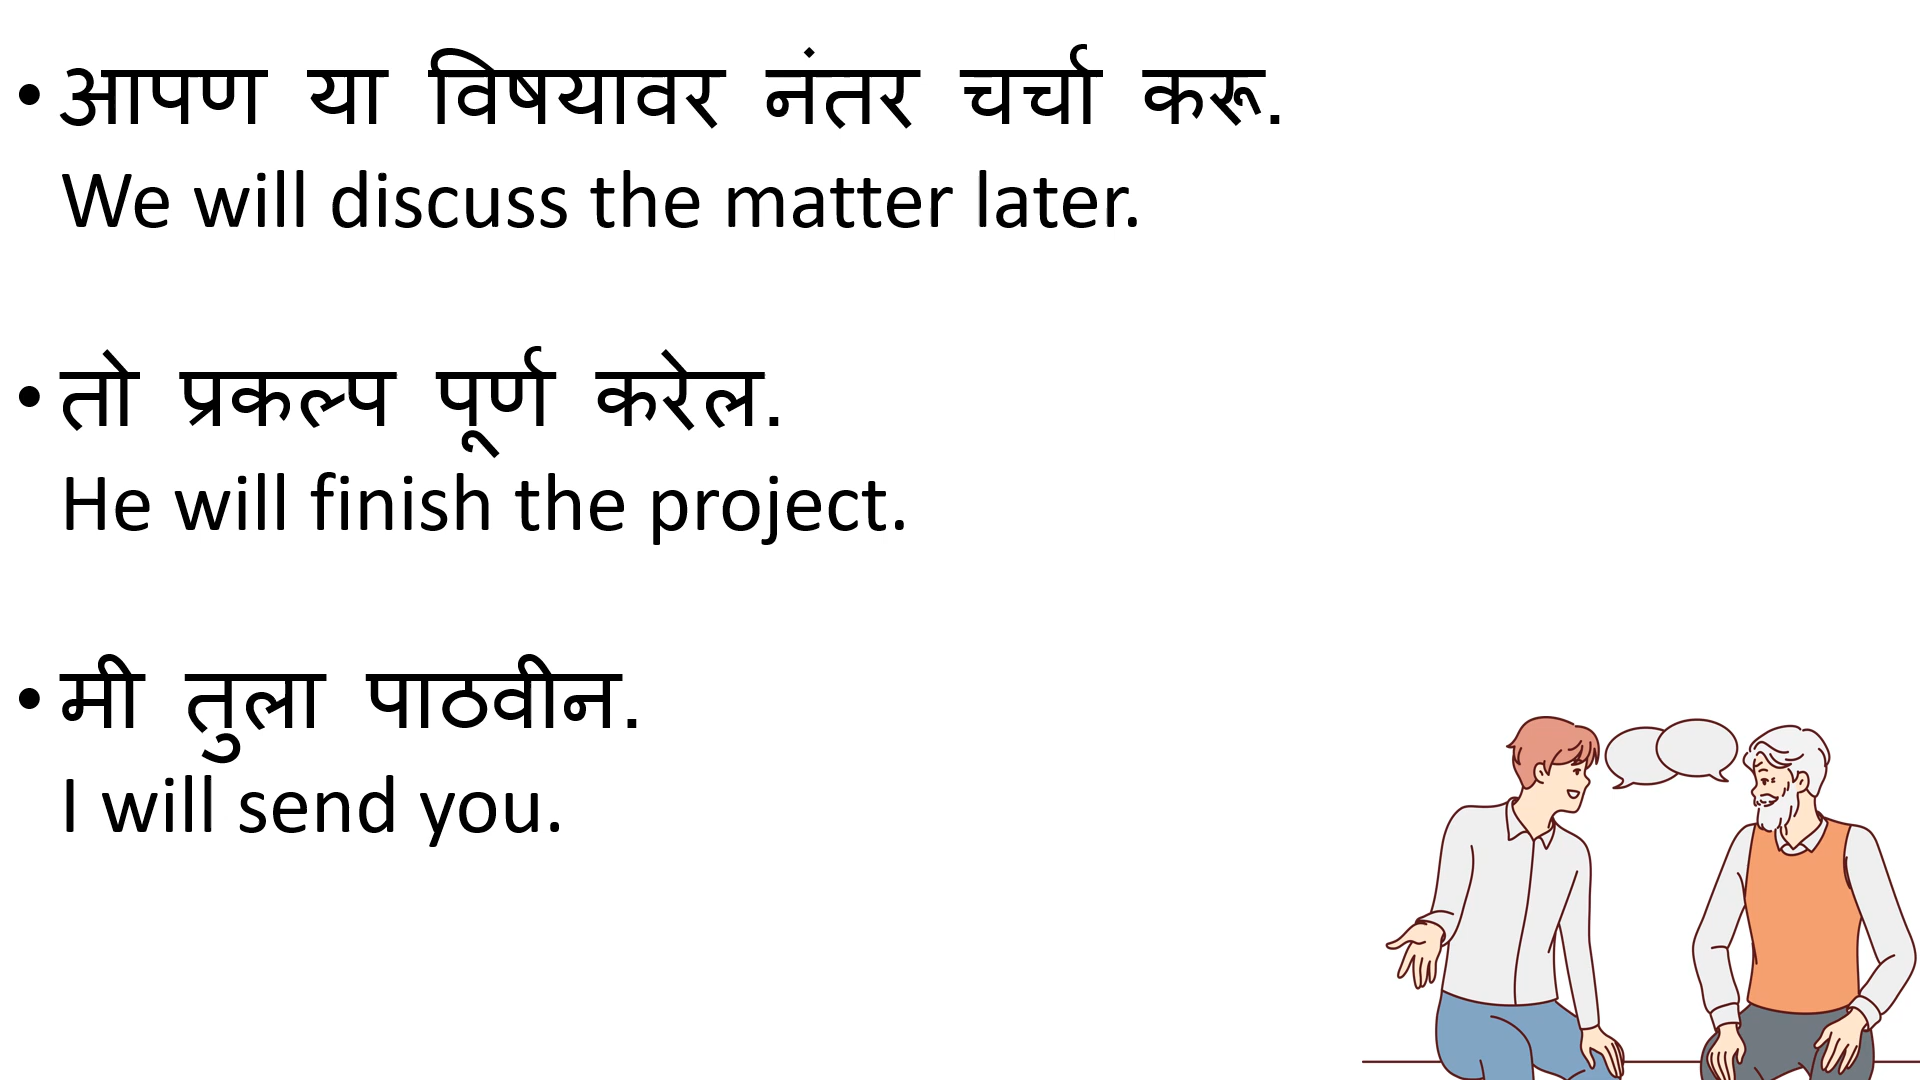 • आपण या विषयावर नंतर चर्चा करू.
We will discuss the matter later.
• तो प्रकल्प पूर्ण करेल.
He will finish the project.
• मी तुला पाठवीन.
I will send you.